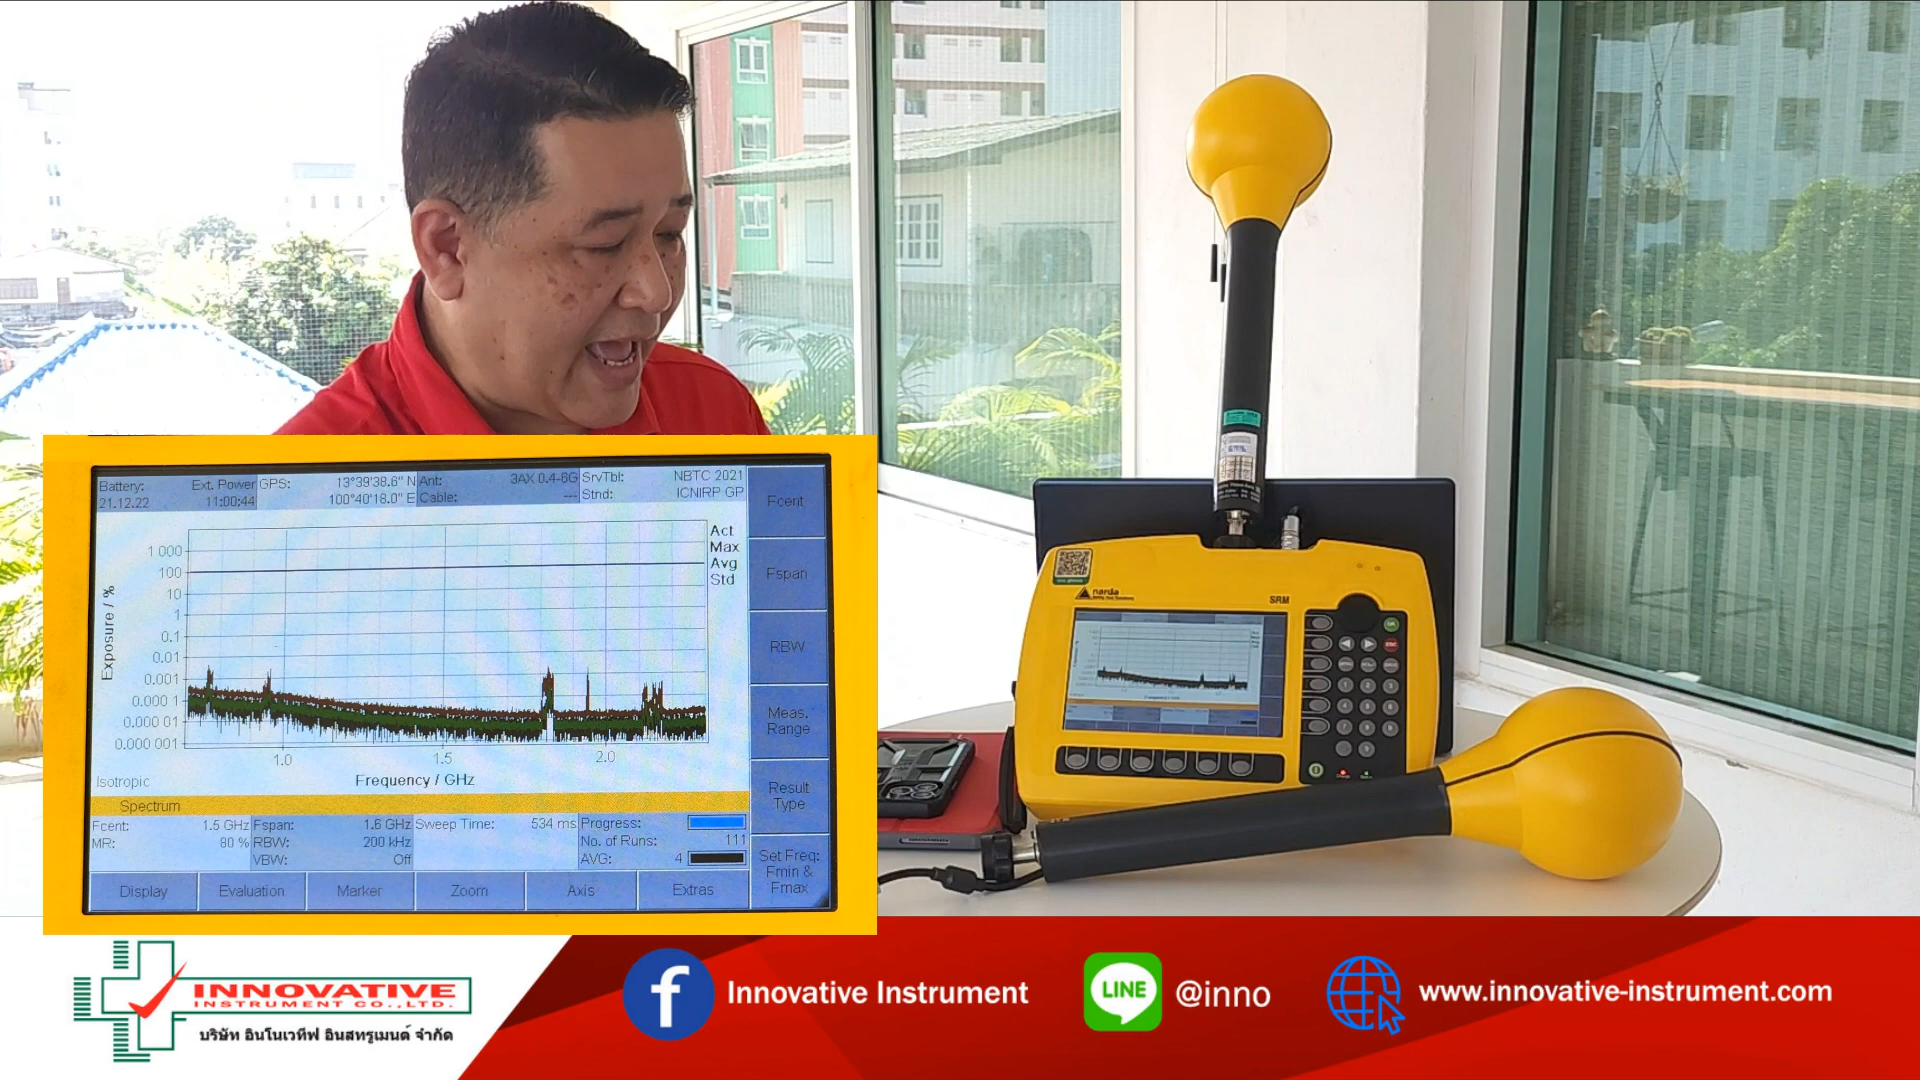 Battery: Ext. Power GPS: 13°39'38.6" N Ant: 3AX 0.4-6G SrvTbl: NBTC 2021
21.12.22 11:00:44 100°40'18.0" E Cable: --- Stnd: ICNIRP GP
Fcent
Fspan
RBW
Meas. Range
Result Type
Set Freq: Fmin & Fmax
Act
Max
Avg
Std
Exposure / %
1 000
100
10
1
0.1
0.01
0.001
0.000 1
0.000 01
0.000 001
1.0 1.5 2.0
Isotropic
Frequency / GHz
Spectrum
Fcent: 1.5 GHz Fspan: 1.6 GHz Sweep Time: 534 ms Progress:
MR: 80 % RBW: 200 kHz No. of Runs: 111
VBW: Off AVG: 4
Display Evaluation Marker Zoom Axis Extras
narda
SRM
OK
ESC
1 2 3
INNOVATIVE
INSTRUMENT CO.,LTD.
บริษัท อินโนเวทีฟ อินสทรูเมนต์ จำกัด
f Innovative Instrument
LINE @inno
www.innovative-instrument.com